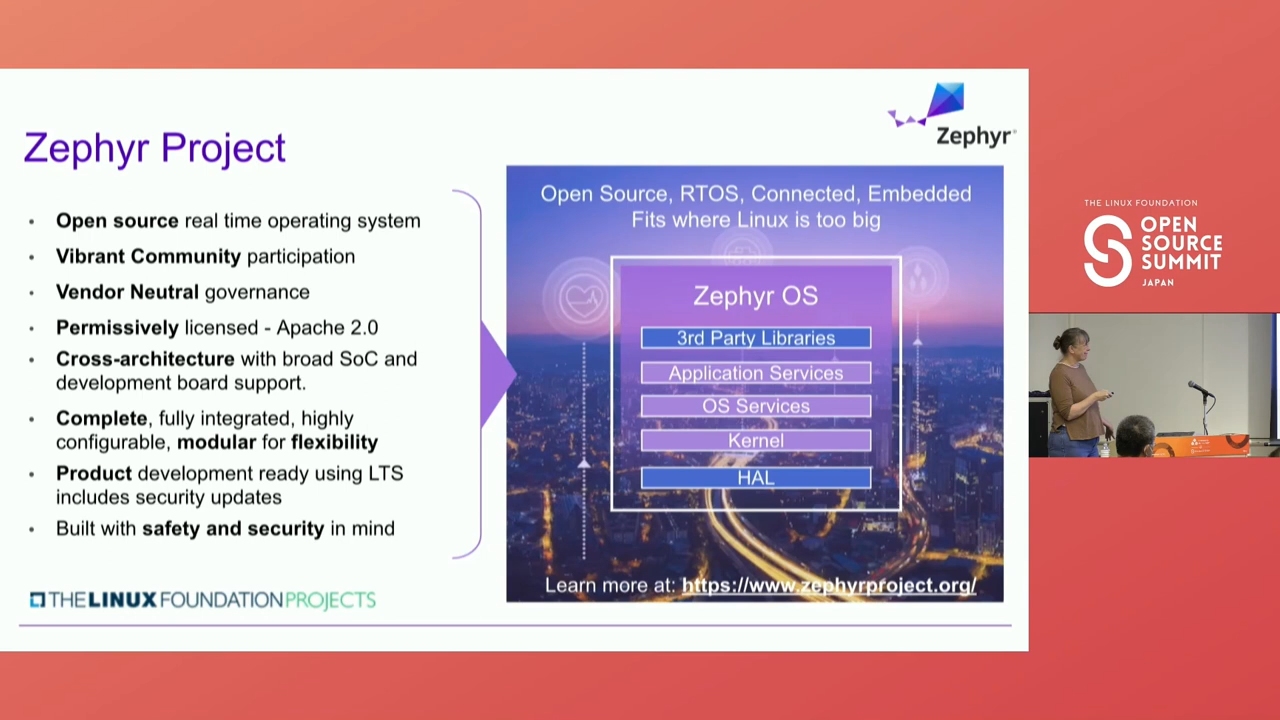 Zephyr Project
• Open source real time operating system
• Vibrant Community participation
• Vendor Neutral governance
• Permissively licensed - Apache 2.0
• Cross-architecture with broad SoC and
development board support.
• Complete, fully integrated, highly
configurable, modular for flexibility
• Product development ready using LTS
includes security updates
• Built with safety and security in mind
THE LINUX FOUNDATION PROJECTS
Zephyr
Open Source, RTOS, Connected, Embedded
Fits where Linux is too big
Zephyr OS
3rd Party Libraries
Application Services
OS Services
Kernel
HAL
Learn more at: https://www.zephyrproject.org/
THE LINUX FOUNDATION
OPEN
SOURCE
SUMMIT
JAPAN